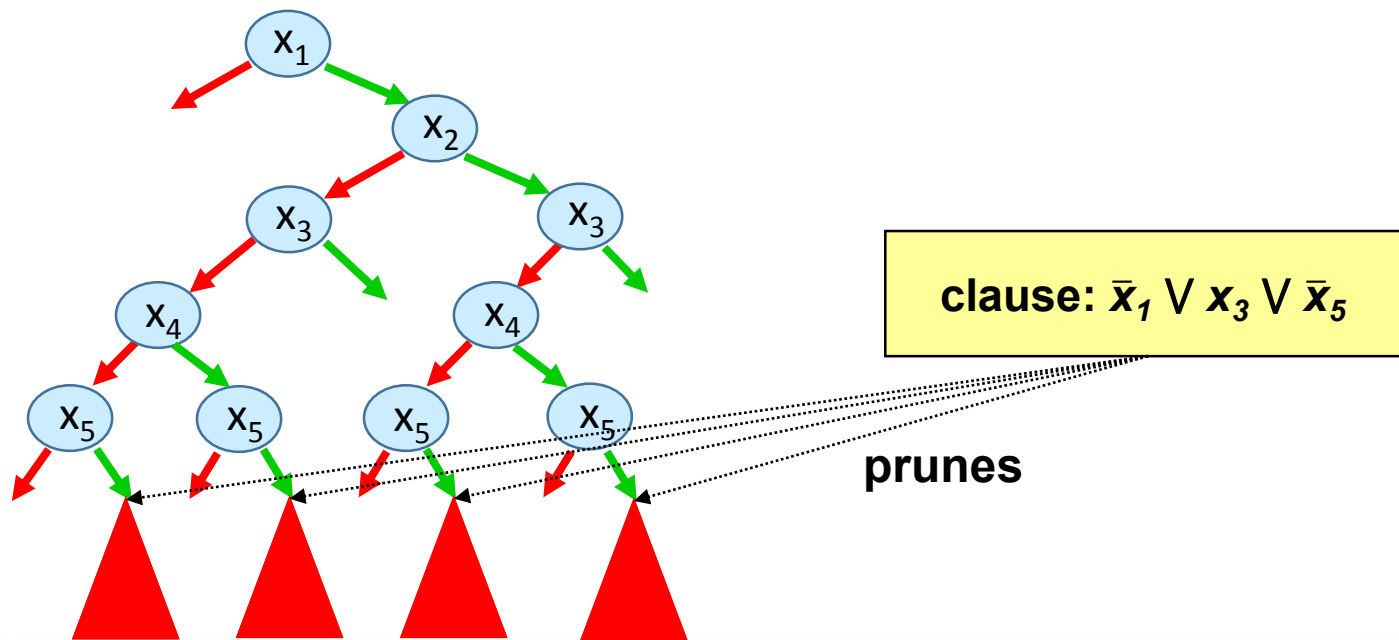 x₁
x₂
x₃
x₃
x₄
x₄
clause: x̄₁ ∨ x₃ ∨ x̄₅
x₅
x₅
x₅
x₅
prunes